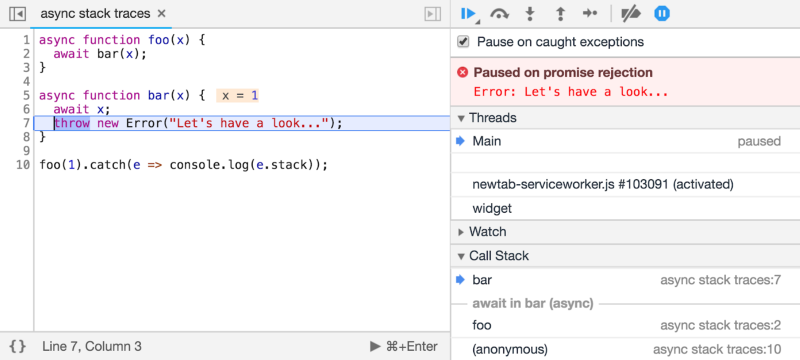 async stack traces ×
1 async function foo(x) {
2 await bar(x);
3 }
4
5 async function bar(x) { x = 1
6 await x;
7 throw new Error("Let's have a look...");
8 }
9
10 foo(1).catch(e => console.log(e.stack));
{} Line 7, Column 3 ⌘+Enter
Pause on caught exceptions
Paused on promise rejection
Error: Let's have a look...
Threads
Main paused
newtab-serviceworker.js #103091 (activated)
widget
Watch
Call Stack
bar async stack traces:7
await in bar (async)
foo async stack traces:2
(anonymous) async stack traces:10